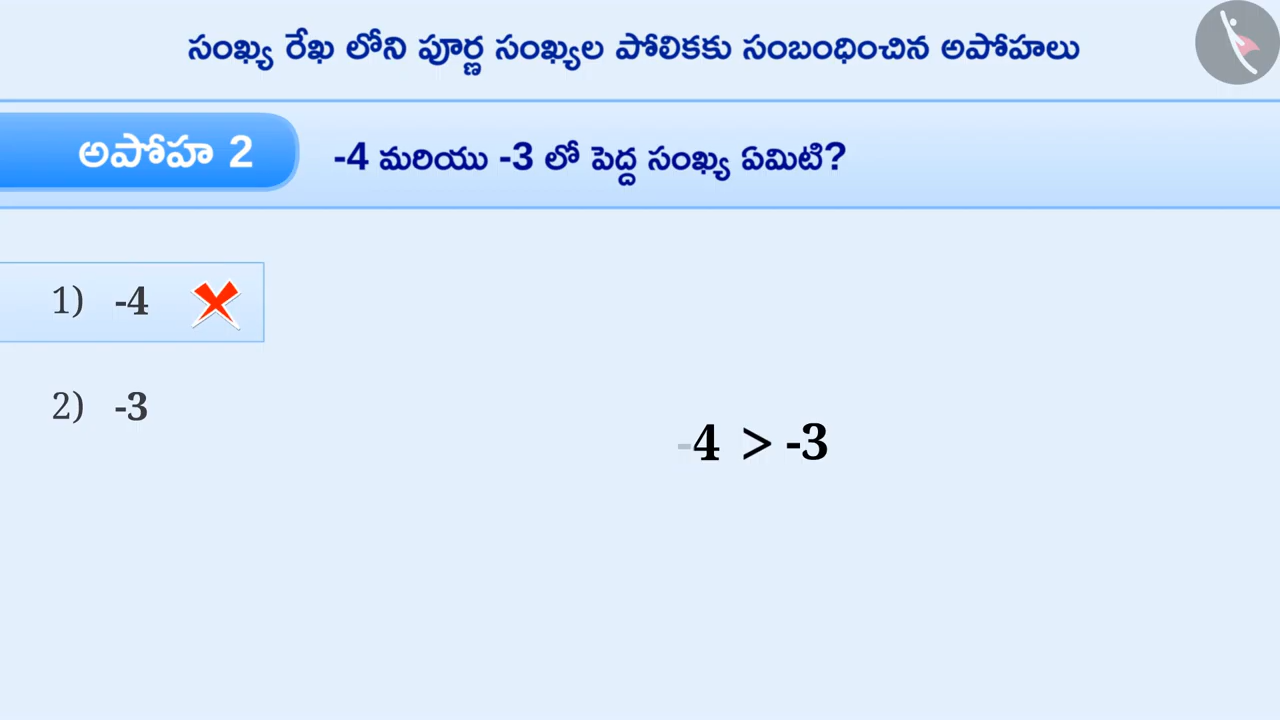 సంఖ్య రేఖ లోని పూర్ణ సంఖ్యల పోలికకు సంబంధించిన అపోహలు
అపోహ 2
-4 మరియు -3 లో పెద్ద సంఖ్య ఏమిటి?
1) -4
2) -3
-4 > -3